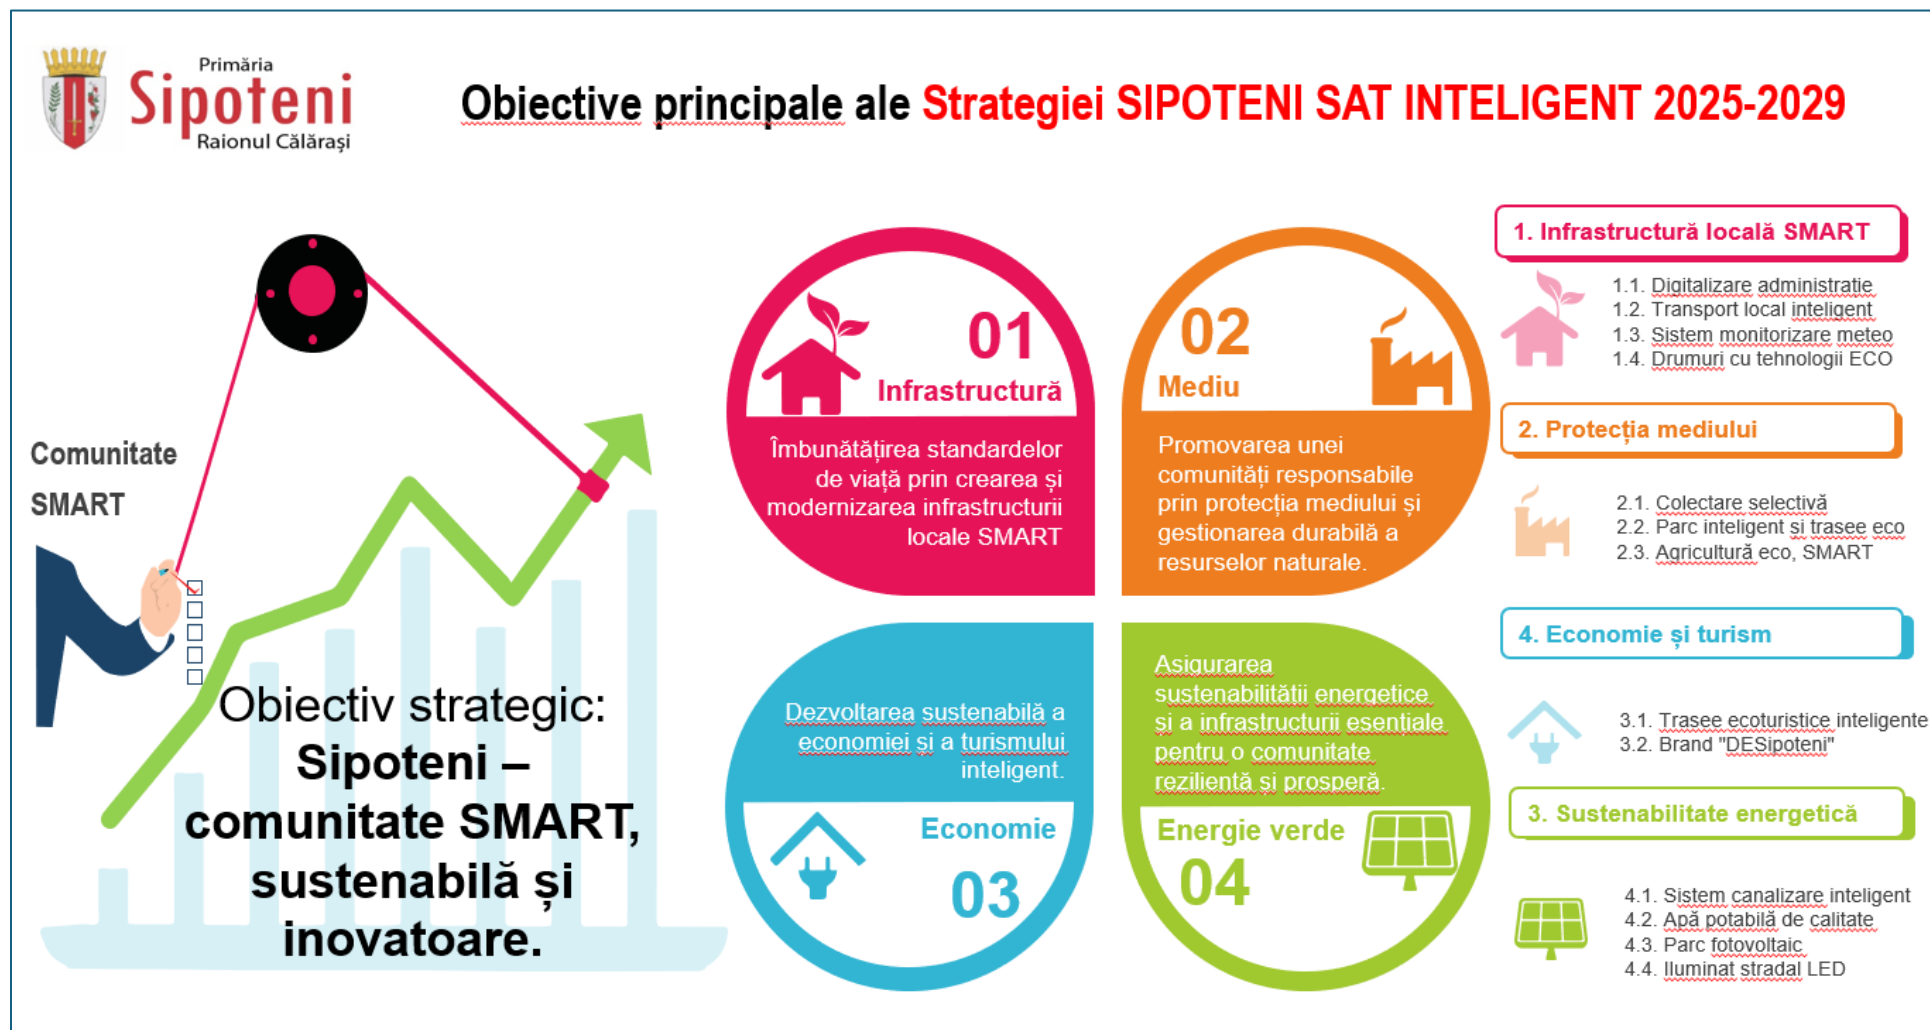 Primăria
Sipoteni
Raionul Călărași
Obiective principale ale Strategiei SIPOTENI SAT INTELIGENT 2025-2029
Comunitate
SMART
Obiectiv strategic:
Sipoteni –
comunitate SMART,
sustenabilă și
inovatoare.
01
Infrastructură
Îmbunătățirea standardelor
de viață prin crearea și
modernizarea infrastructurii
locale SMART
02
Mediu
Promovarea unei
comunități responsabile
prin protecția mediului și
gestionarea durabilă a
resurselor naturale.
Dezvoltarea sustenabilă a
economiei si a turismului
inteligent.
Economie
03
Asigurarea
sustenabilității energetice
si a infrastructurii esențiale
pentru o comunitate
rezilientă si prosperă.
Energie verde
04
1. Infrastructură locală SMART
1.1. Digitalizare administratie
1.2. Transport local inteligent
1.3. Sistem monitorizare meteo
1.4. Drumuri cu tehnologii ECO
2. Protecția mediului
2.1. Colectare selectivă
2.2. Parc inteligent si trasee eco
2.3. Agricultură eco, SMART
4. Economie și turism
3.1. Trasee ecoturistice inteligente
3.2. Brand "DESipoteni"
3. Sustenabilitate energetică
4.1. Sistem canalizare inteligent
4.2. Apă potabilă de calitate
4.3. Parc fotovoltaic
4.4. Iluminat stradal LED